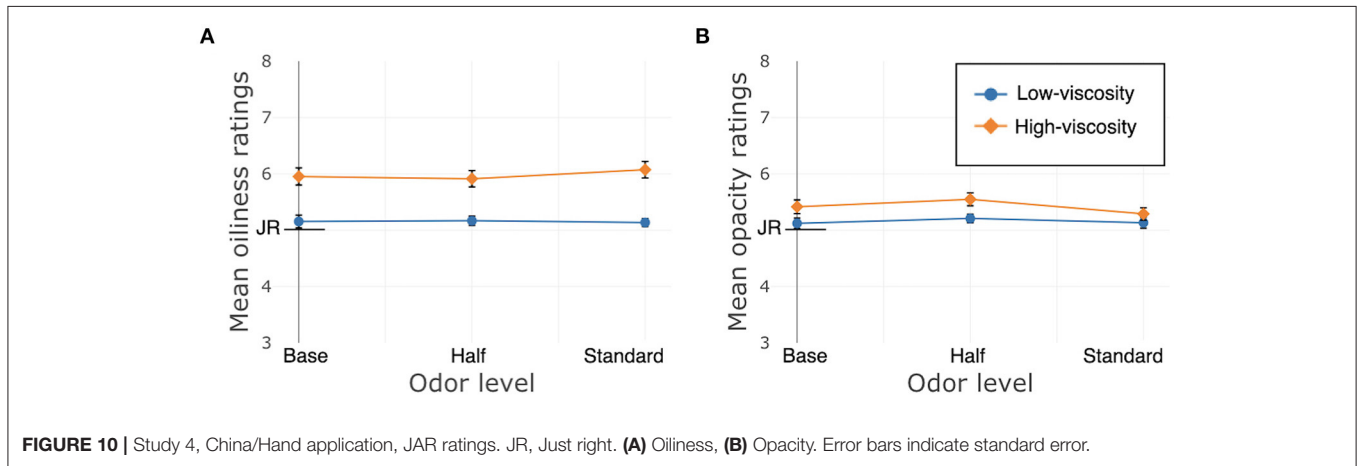 A
8
7
6
JR
4
3
Mean oiliness ratings
Base Half Standard
Odor level
B
8
7
6
JR
4
3
Mean opacity ratings
Low-viscosity
High-viscosity
Base Half Standard
Odor level
FIGURE 10 | Study 4, China/Hand application, JAR ratings. JR, Just right. (A) Oiliness, (B) Opacity. Error bars indicate standard error.